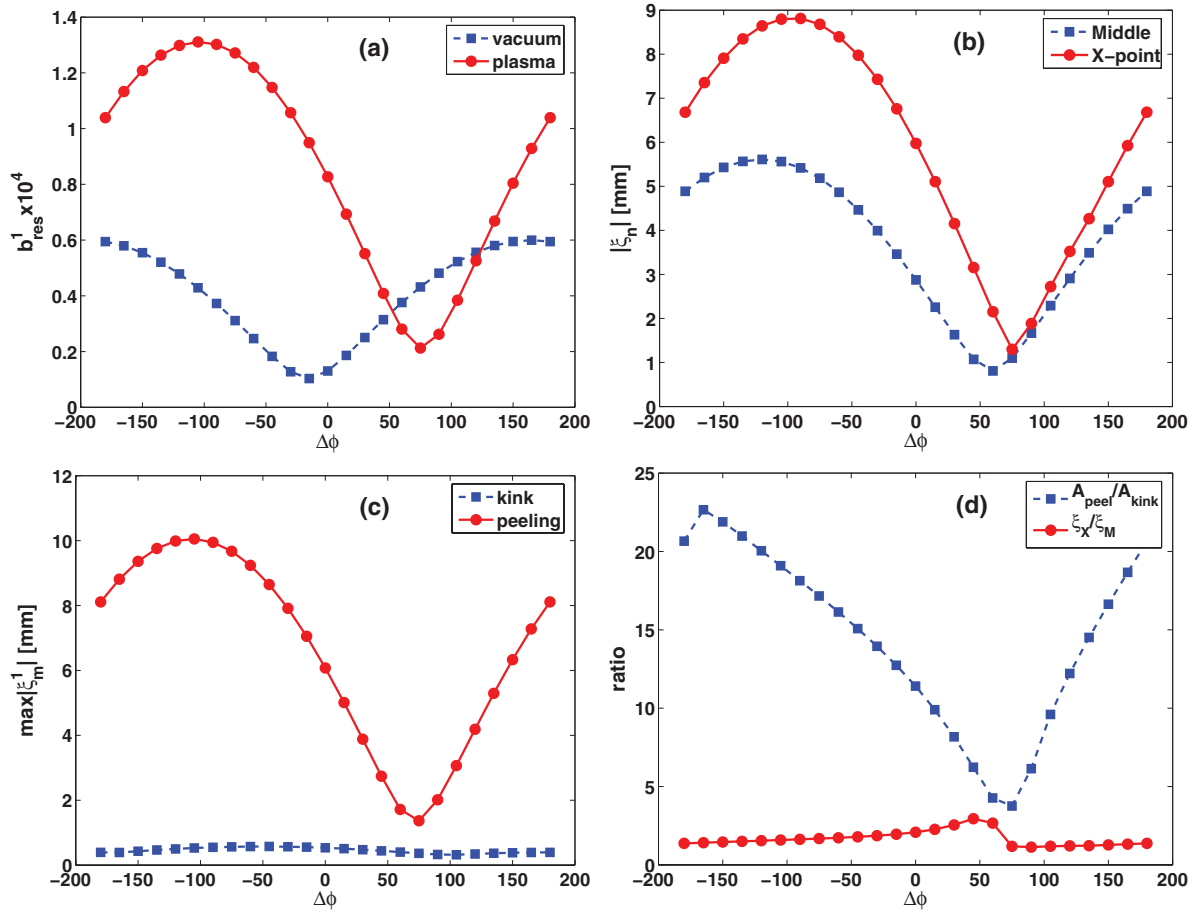 (a)
vacuum
plasma
1.4
1.2
1
0.8
0.6
0.4
0.2
0
b¹res x10⁴
−200 −150 −100 −50 0 50 100 150 200
Δϕ
(b)
Middle
X−point
9
8
7
6
5
4
3
2
1
0
|ξn| [mm]
−200 −150 −100 −50 0 50 100 150 200
Δϕ
(c)
kink
peeling
12
10
8
6
4
2
0
max|ξ¹m| [mm]
−200 −150 −100 −50 0 50 100 150 200
Δϕ
(d)
Apeel/Akink
ξX/ξM
25
20
15
10
5
0
ratio
−200 −150 −100 −50 0 50 100 150 200
Δϕ